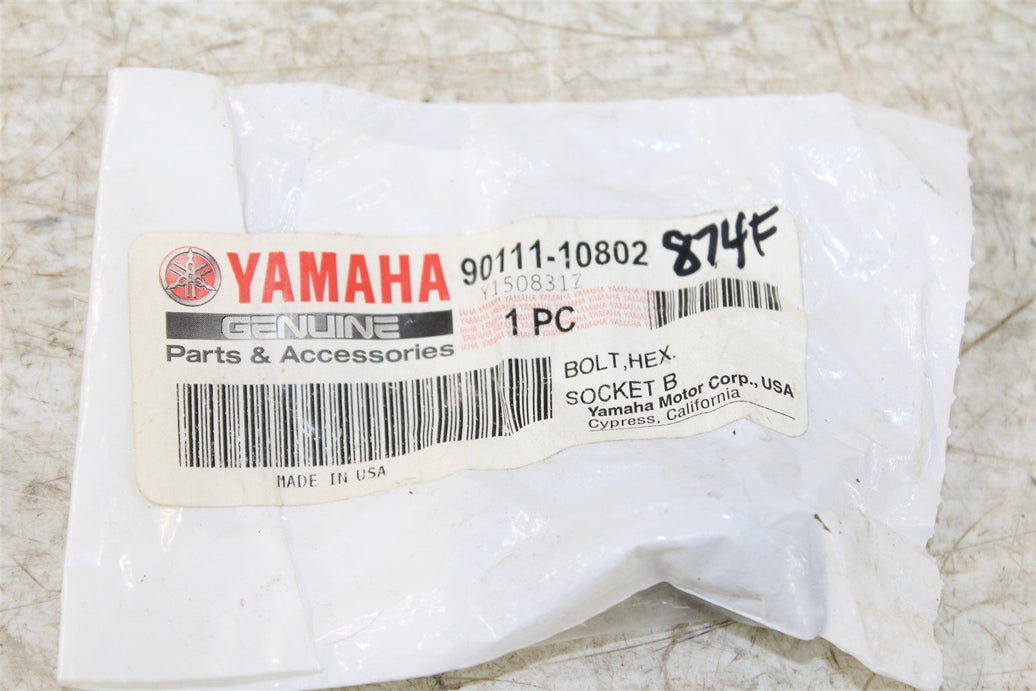 YAMAHA 90111-10802 874F
Y150831Z
GENUINE 1 PC
Parts & Accessories
BOLT,HEX.
SOCKET B
Yamaha Motor Corp., USA
Cypress, California
MADE IN USA